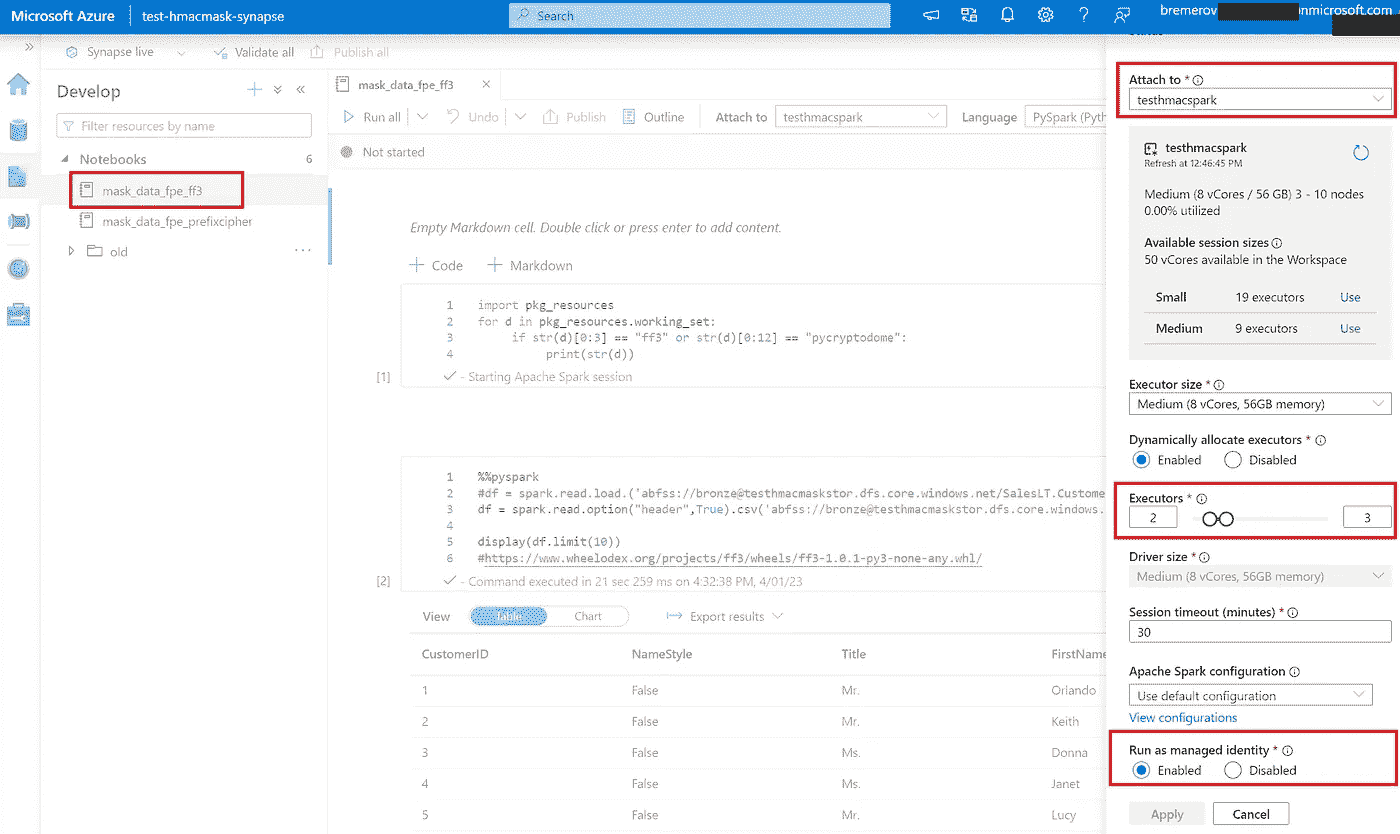 Microsoft Azure
test-hmacmask-synapse
Search
bremerov
onmicrosoft.com
Synapse live
Validate all
Publish all
Develop
Filter resources by name
Notebooks
6
mask_data_fpe_ff3
mask_data_fpe_prefixcipher
old
mask_data_fpe_ff3
Run all
Undo
Publish
Outline
Attach to
testhmacspark
Language
PySpark (Pyth
Not started
Empty Markdown cell. Double click or press enter to add content.
Code
Markdown
1 import pkg_resources
2 for d in pkg_resources.working_set:
3 if str(d)[0:3] == "ff3" or str(d)[0:12] == "pycryptodome":
4 print(str(d))
[1]
- Starting Apache Spark session
1 %%pyspark
2 #df = spark.read.load.('abfss://bronze@testhmacmaskstor.dfs.core.windows.net/SalesLT.Custome
3 df = spark.read.option("header",True).csv('abfss://bronze@testhmacmaskstor.dfs.core.windows.
4
5 display(df.limit(10))
6 #https://www.wheelodex.org/projects/ff3/wheels/ff3-1.0.1-py3-none-any.whl/
[2]
- Command executed in 21 sec 259 ms on 4:32:38 PM, 4/01/23
View
Table
Chart
Export results
CustomerID NameStyle Title FirstName
1 False Mr. Orlando
2 False Mr. Keith
3 False Ms. Donna
4 False Ms. Janet
5 False Mr. Lucy
Attach to *
testhmacspark
testhmacspark
Refresh at 12:46:45 PM
Medium (8 vCores / 56 GB) 3 - 10 nodes
0.00% utilized
Available session sizes
50 vCores available in the Workspace
Small 19 executors Use
Medium 9 executors Use
Executor size *
Medium (8 vCores, 56GB memory)
Dynamically allocate executors *
Enabled Disabled
Executors *
2 3
Driver size *
Medium (8 vCores, 56GB memory)
Session timeout (minutes) *
30
Apache Spark configuration
Use default configuration
View configurations
Run as managed identity *
Enabled Disabled
Apply Cancel